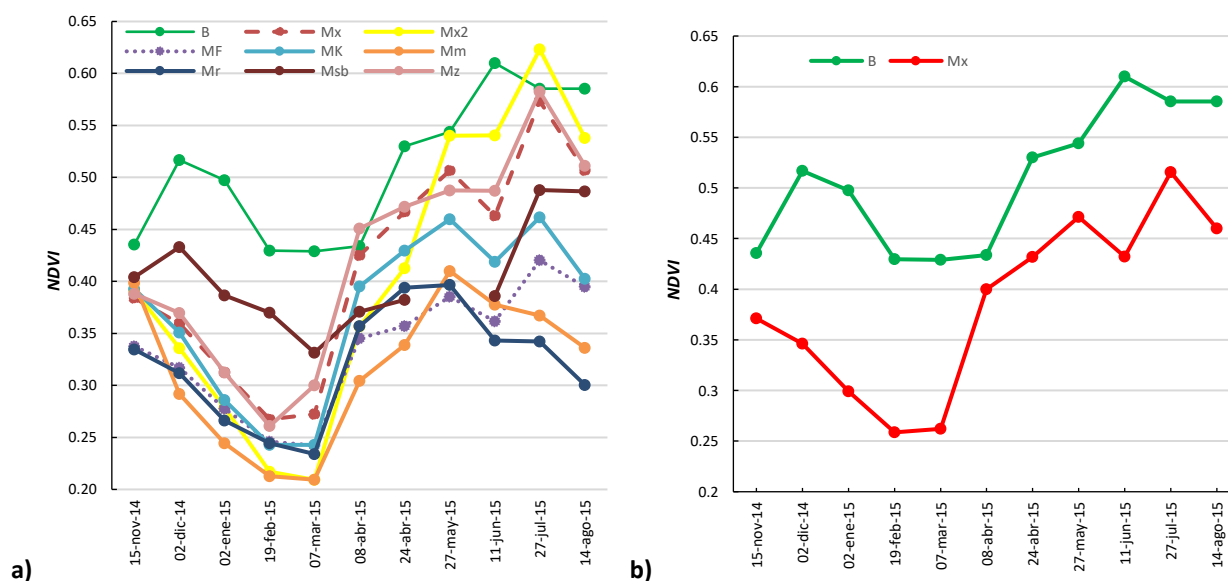 0.65
0.60
0.55
0.50
0.45
0.40
0.35
0.30
0.25
0.20
NDVI
B Mx Mx2
MF MK Mm
Mr Msb Mz
15-nov-14
02-dic-14
02-ene-15
19-feb-15
07-mar-15
08-abr-15
24-abr-15
27-may-15
11-jun-15
27-jul-15
14-ago-15
a)
0.65
0.6
0.55
0.5
0.45
0.4
0.35
0.3
0.25
0.2
NDVI
B Mx
15-nov-14
02-dic-14
02-ene-15
19-feb-15
07-mar-15
08-abr-15
24-abr-15
27-may-15
11-jun-15
27-jul-15
14-ago-15
b)